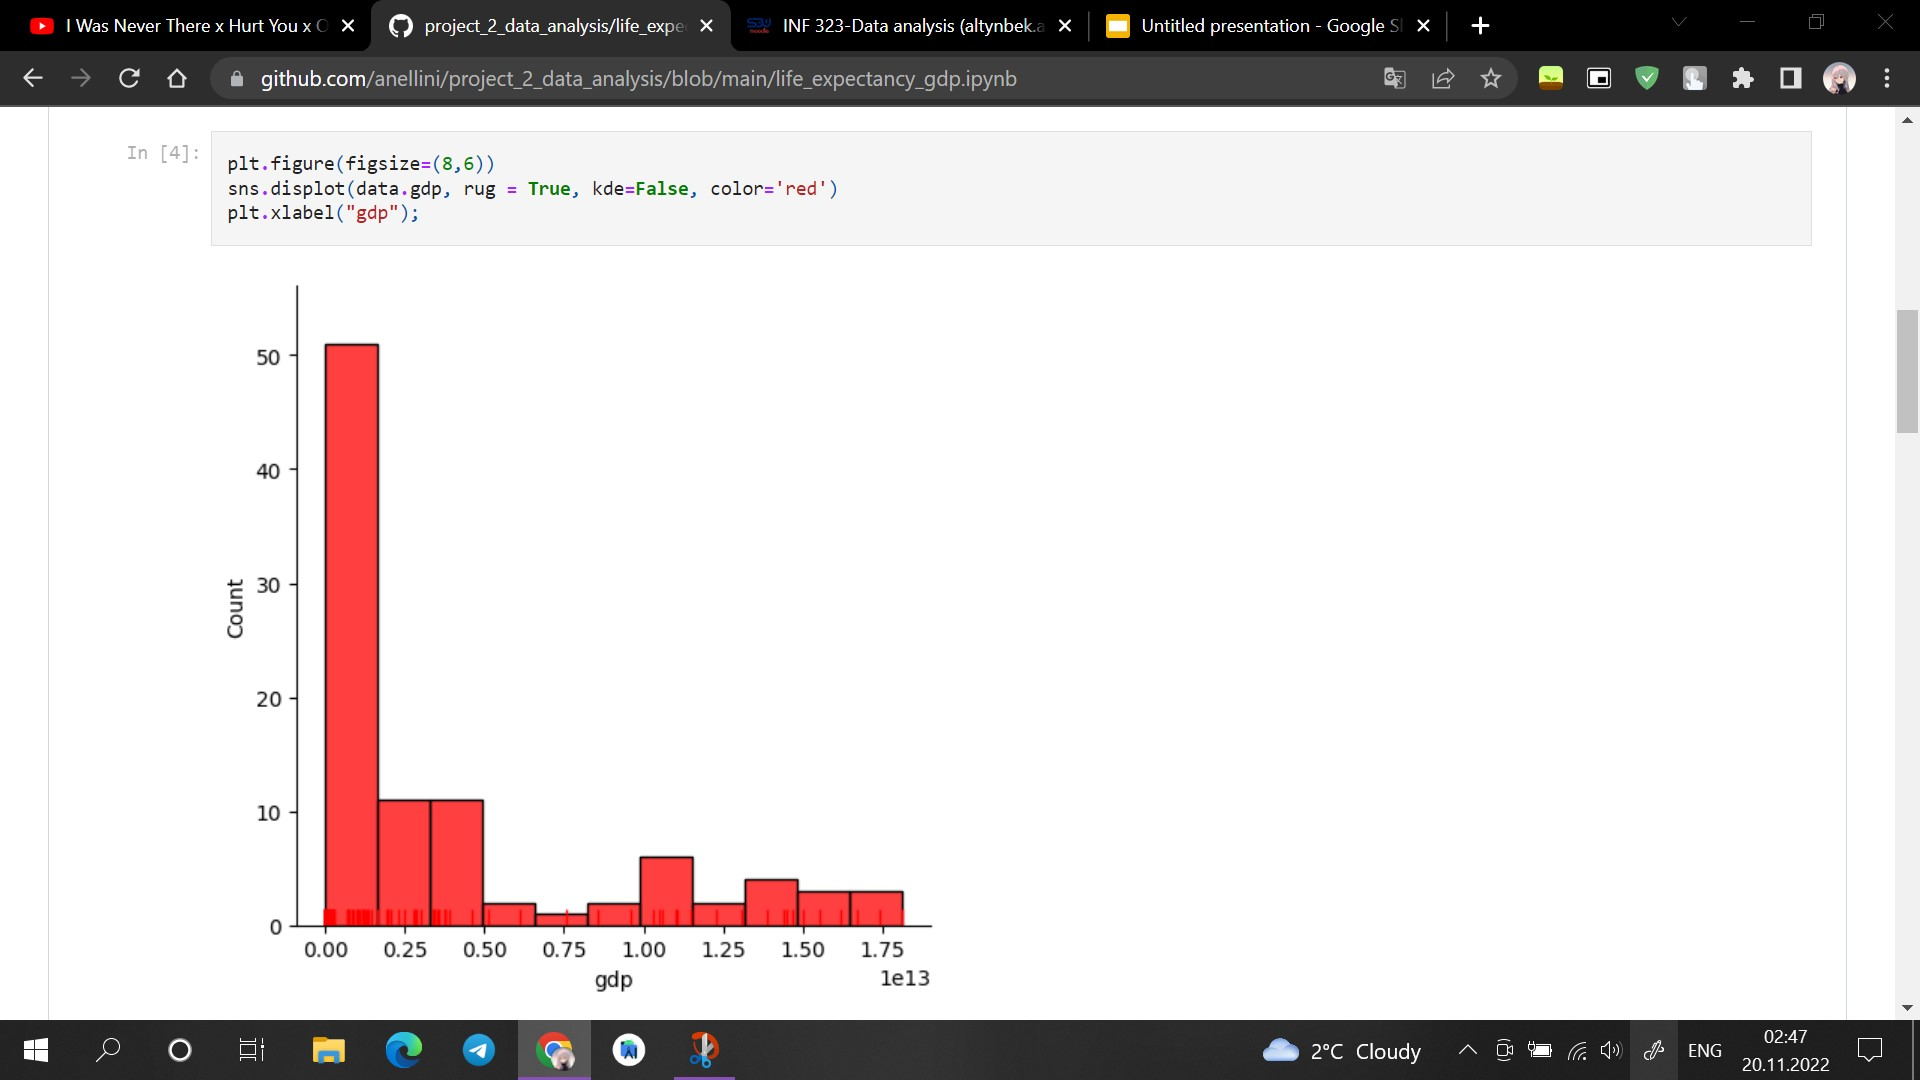 I Was Never There x Hurt You x
project_2_data_analysis/life_expe
SBU
moodle
INF 323-Data analysis (altynbek.a
Untitled presentation - Google Sl
github.com/anellini/project_2_data_analysis/blob/main/life_expectancy_gdp.ipynb
In [4]:
plt.figure(figsize=(8,6))
sns.displot(data.gdp, rug = True, kde=False, color='red')
plt.xlabel("gdp");
50
40
30
20
10
0
Count
0.00 0.25 0.50 0.75 1.00 1.25 1.50 1.75
gdp
1e13
2°C Cloudy
ENG
02:47
20.11.2022